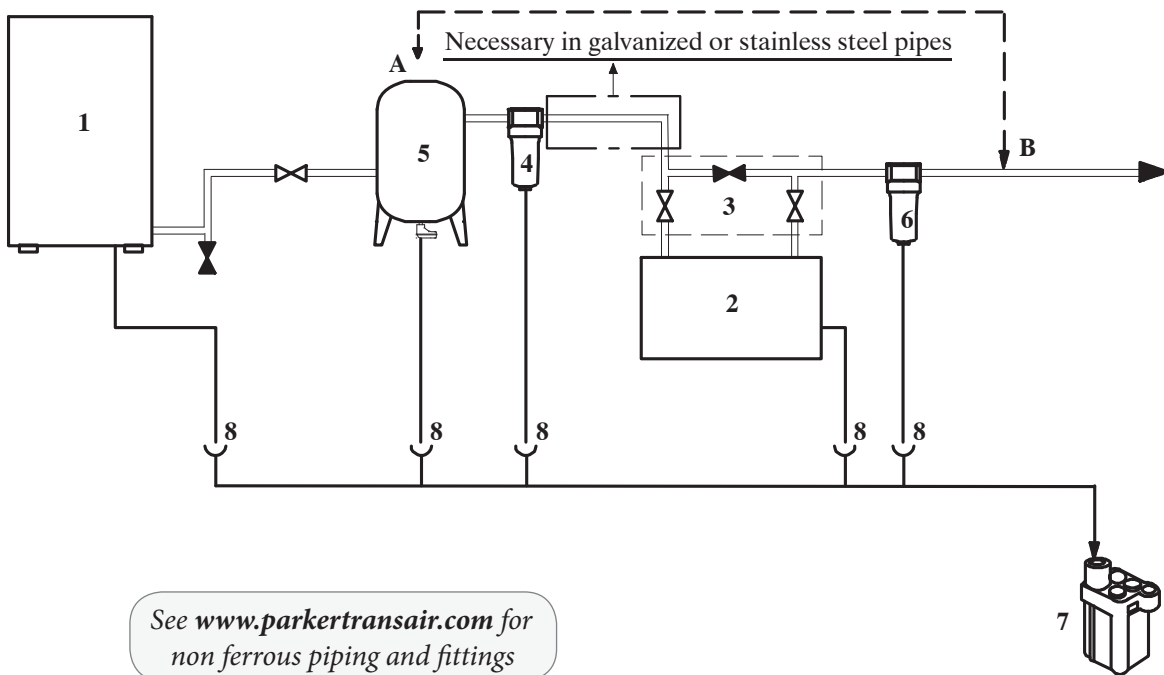 Necessary in galvanized or stainless steel pipes
A
1
5
4
B
3
6
2
8
8
8
8
8
7
See www.parkertransair.com for
non ferrous piping and fittings